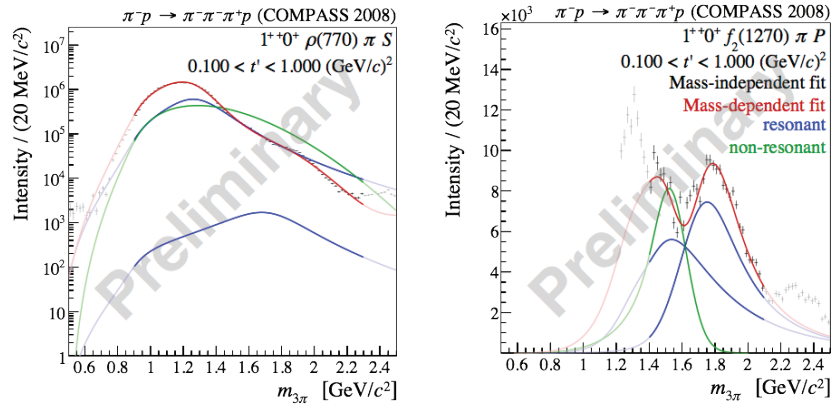 π⁻p → π⁻π⁻π⁺p (COMPASS 2008)
1⁺⁺0⁺ ρ(770) π S
0.100 < t' < 1.000 (GeV/c)²
Intensity / (20 MeV/c²)
10⁷
10⁶
10⁵
10⁴
10³
10²
10
1
Preliminary
0.6 0.8 1 1.2 1.4 1.6 1.8 2 2.2 2.4
m₃π [GeV/c²]
×10³
π⁻p → π⁻π⁻π⁺p (COMPASS 2008)
1⁺⁺0⁺ f₂(1270) π P
0.100 < t' < 1.000 (GeV/c)²
Mass-independent fit
Mass-dependent fit
resonant
non-resonant
Intensity / (20 MeV/c²)
16
14
12
10
8
6
4
2
0
Preliminary
0.6 0.8 1 1.2 1.4 1.6 1.8 2 2.2 2.4
m₃π [GeV/c²]